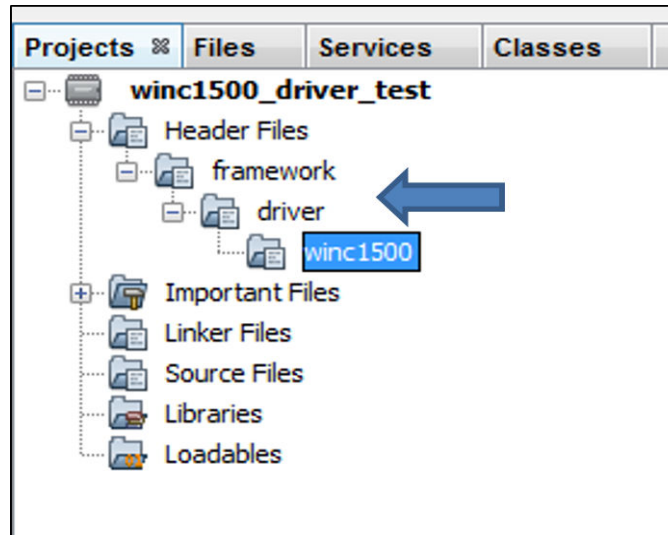 Projects Files Services Classes
winc1500_driver_test
Header Files
framework
driver
winc1500
Important Files
Linker Files
Source Files
Libraries
Loadables